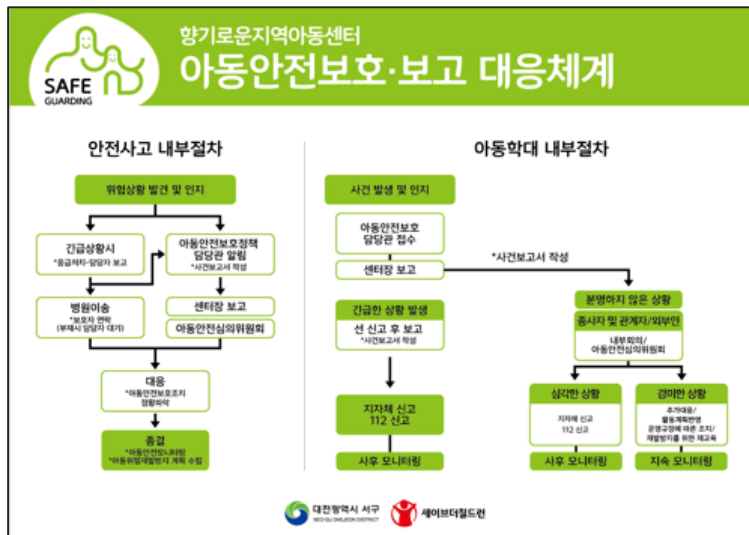 SAFE
GUARDING
향기로운지역아동센터
아동안전보호·보고 대응체계
안전사고 내부절차
위험상황 발견 및 인지
긴급상황시
*응급처치-담당자 보고
아동안전보호정책
담당관 알림
*사건보고서 작성
병원이송
*보호자 연락
(부재시 담당자 대기)
센터장 보고
아동안전심의위원회
대응
*아동안전보호조치
정황파악
종결
*아동안전모니터링
*아동위험재발방지 계획 수립
아동학대 내부절차
사건 발생 및 인지
아동안전보호
담당관 접수
센터장 보고
*사건보고서 작성
긴급한 상황 발생
선 신고 후 보고
*사건보고서 작성
지자체 신고
112 신고
사후 모니터링
분명하지 않은 상황
종사자 및 관계자/외부인
내부회의/
아동안전심의위원회
심각한 상황
지자체 신고
112 신고
사후 모니터링
경미한 상황
추가대응/
활동계획반영
운영규정에 따른 조치/
재발방지를 위한 재교육
지속 모니터링
대전광역시 서구
SEO-GU DAEJEON DISTRICT
세이브더칠드런